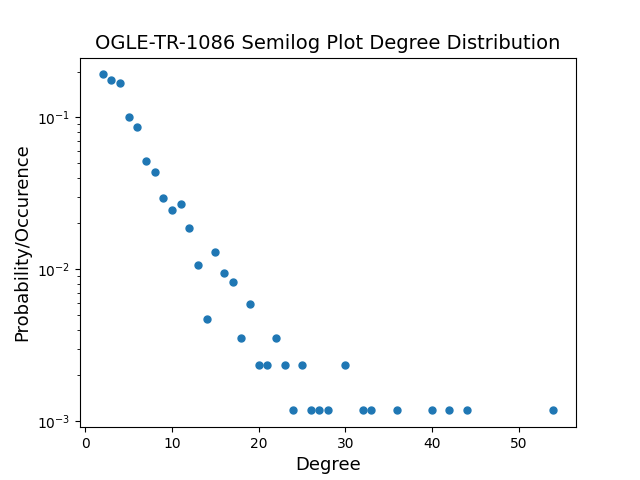 OGLE-TR-1086 Semilog Plot Degree Distribution
Probability/Occurence
10⁻¹
10⁻²
10⁻³
0 10 20 30 40 50
Degree